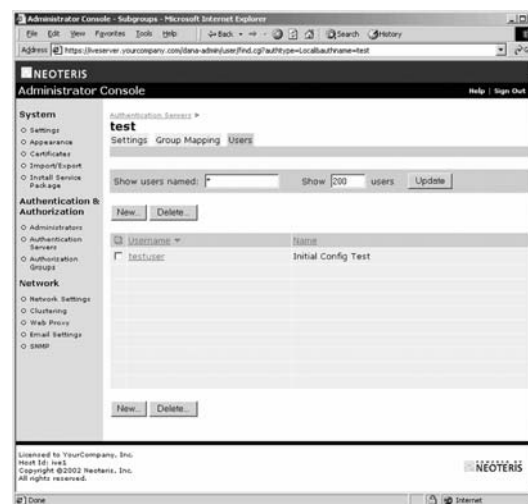 Administrator Console - Subgroups - Microsoft Internet Explorer
File Edit View Favorites Tools Help Back Search History
Address https://iveserver.yourcompany.com/dana-admin/user/find.cgi?authtype=Local&authname=test
NEOTERIS
Administrator Console Help | Sign Out
System
Settings
Appearance
Certificates
Import/Export
Install Service
Package
Authentication &
Authorization
Administrators
Authentication
Servers
Authorization
Groups
Network
Network Settings
Clustering
Web Proxy
Email Settings
SNMP
Authentication Servers >
test
Settings Group Mapping Users
Show users named: * Show 200 users Update
New... Delete...
Username Name
testuser Initial Config Test
New... Delete...
Licensed to YourCompany, Inc.
Host Id: ive1
Copyright ©2002 Neoteris, Inc.
All rights reserved.
NEOTERIS
Done Internet